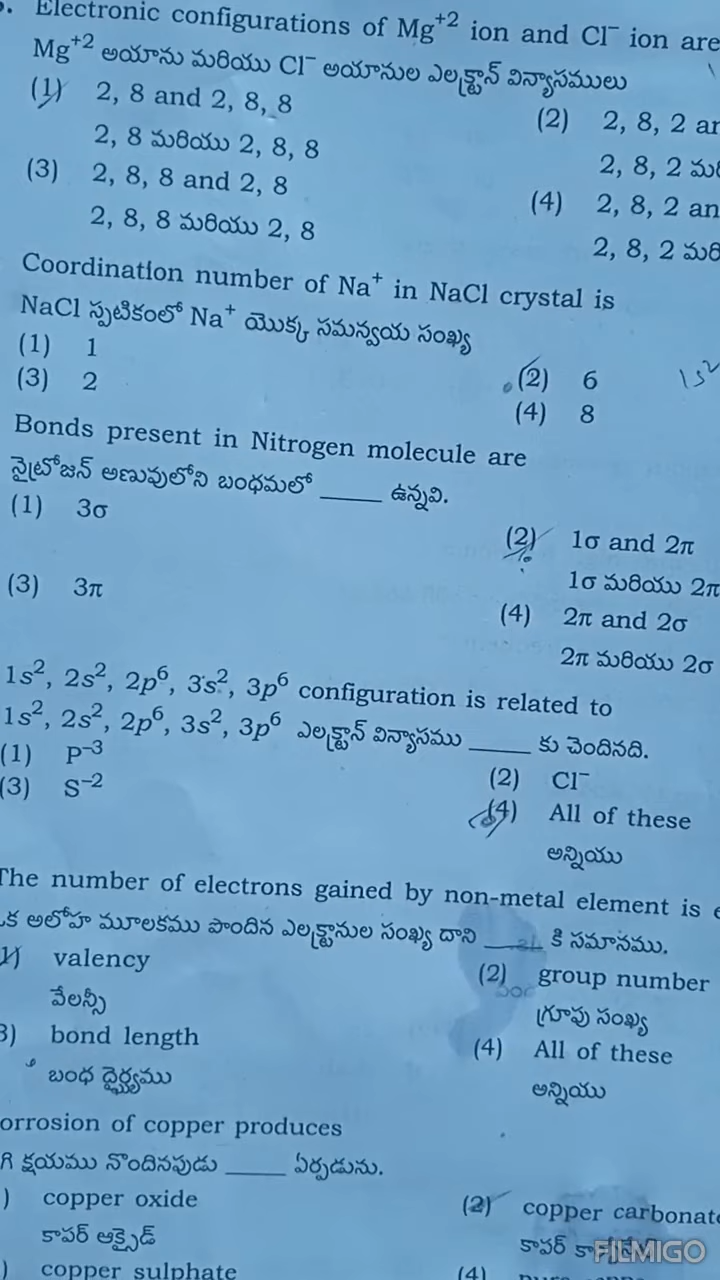 Electronic configurations of Mg⁺² ion and Cl⁻ ion are
Mg⁺² అయాను మరియు Cl⁻ అయానుల ఎలక్ట్రాన్ విన్యాసములు
(1) 2, 8 and 2, 8, 8
(2) 2, 8, 2
2, 8 మరియు 2, 8, 8
2, 8, 2
(3) 2, 8, 8 and 2, 8
(4) 2, 8, 2
2, 8, 8 మరియు 2, 8
2, 8, 2
Coordination number of Na⁺ in NaCl crystal is
NaCl స్ఫటికంలో Na⁺ యొక్క సమన్వయ సంఖ్య
(1) 1
(2) 6
1s²
(3) 2
(4) 8
Bonds present in Nitrogen molecule are
నైట్రోజన్ అణువులోని బంధమలో _____ ఉన్నవి.
(1) 3σ
(2) 1σ and 2π
1σ మరియు 2π
(3) 3π
(4) 2π and 2σ
2π మరియు 2σ
1s², 2s², 2p⁶, 3s², 3p⁶ configuration is related to
1s², 2s², 2p⁶, 3s², 3p⁶ ఎలక్ట్రాన్ విన్యాసము _____ కు చెందినది.
(1) P⁻³
(2) Cl⁻
(3) S⁻²
(4) All of these
అన్నియు
The number of electrons gained by non-metal element is
అలోహ మూలకము పొందిన ఎలక్ట్రానుల సంఖ్య దాని _____ కి సమానము.
valency
(2) group number
వేలన్సీ
గ్రూపు సంఖ్య
bond length
(4) All of these
బంధ దైర్ఘ్యము
అన్నియు
of copper produces
క్షయము నొందినపుడు _____ ఏర్పడును.
copper oxide
(2) copper
కాపర్ ఆక్సైడ్
కాపర్
copper sulphate
(4)
FILMIGO